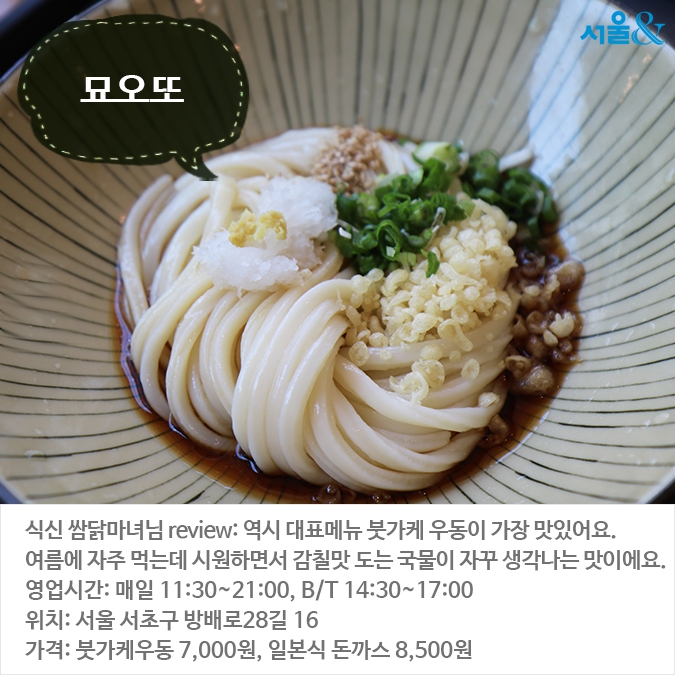 서울&
묘오또
식신 쌈닭마녀님 review: 역시 대표메뉴 붓가케 우동이 가장 맛있어요.
여름에 자주 먹는데 시원하면서 감칠맛 도는 국물이 자꾸 생각나는 맛이에요.
영업시간: 매일 11:30~21:00, B/T 14:30~17:00
위치: 서울 서초구 방배로28길 16
가격: 붓가케우동 7,000원, 일본식 돈까스 8,500원